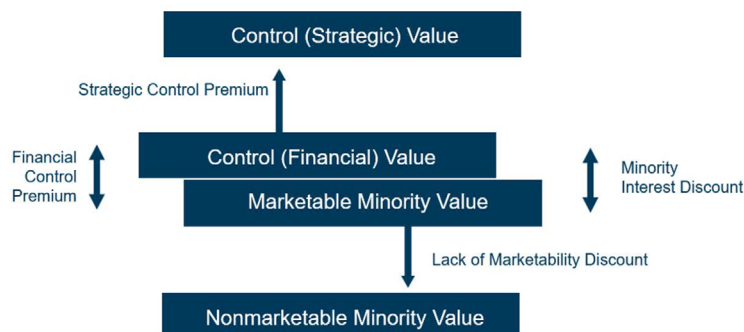 Control (Strategic) Value
Strategic Control Premium
Control (Financial) Value
Financial
Control
Premium
Minority
Interest Discount
Marketable Minority Value
Lack of Marketability Discount
Nonmarketable Minority Value